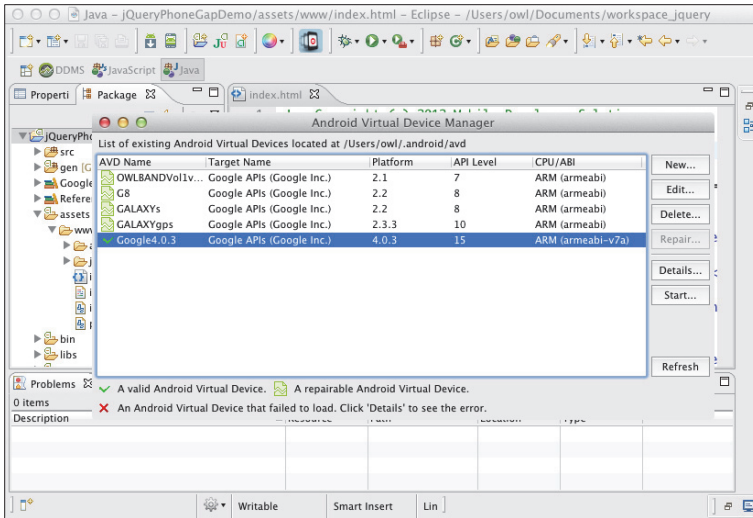 Java – jQueryPhoneGapDemo/assets/www/index.html – Eclipse – /Users/owl/Documents/workspace_jquery
DDMS JavaScript Java
Properti Package index.html
jQueryPho
Android Virtual Device Manager
List of existing Android Virtual Devices located at /Users/owl/.android/avd
AVD Name Target Name Platform API Level CPU/ABI
OWLBANDVol1v... Google APIs (Google Inc.) 2.1 7 ARM (armeabi)
G8 Google APIs (Google Inc.) 2.2 8 ARM (armeabi)
GALAXYs Google APIs (Google Inc.) 2.2 8 ARM (armeabi)
GALAXYgps Google APIs (Google Inc.) 2.3.3 10 ARM (armeabi)
Google4.0.3 Google APIs (Google Inc.) 4.0.3 15 ARM (armeabi-v7a)
New...
Edit...
Delete...
Repair...
Details...
Start...
Refresh
src
gen [G
Google
Refere
assets
www
bin
libs
A valid Android Virtual Device. A repairable Android Virtual Device.
An Android Virtual Device that failed to load. Click 'Details' to see the error.
Problems
0 items
Description Resource Path Location Type
Writable Smart Insert Lin